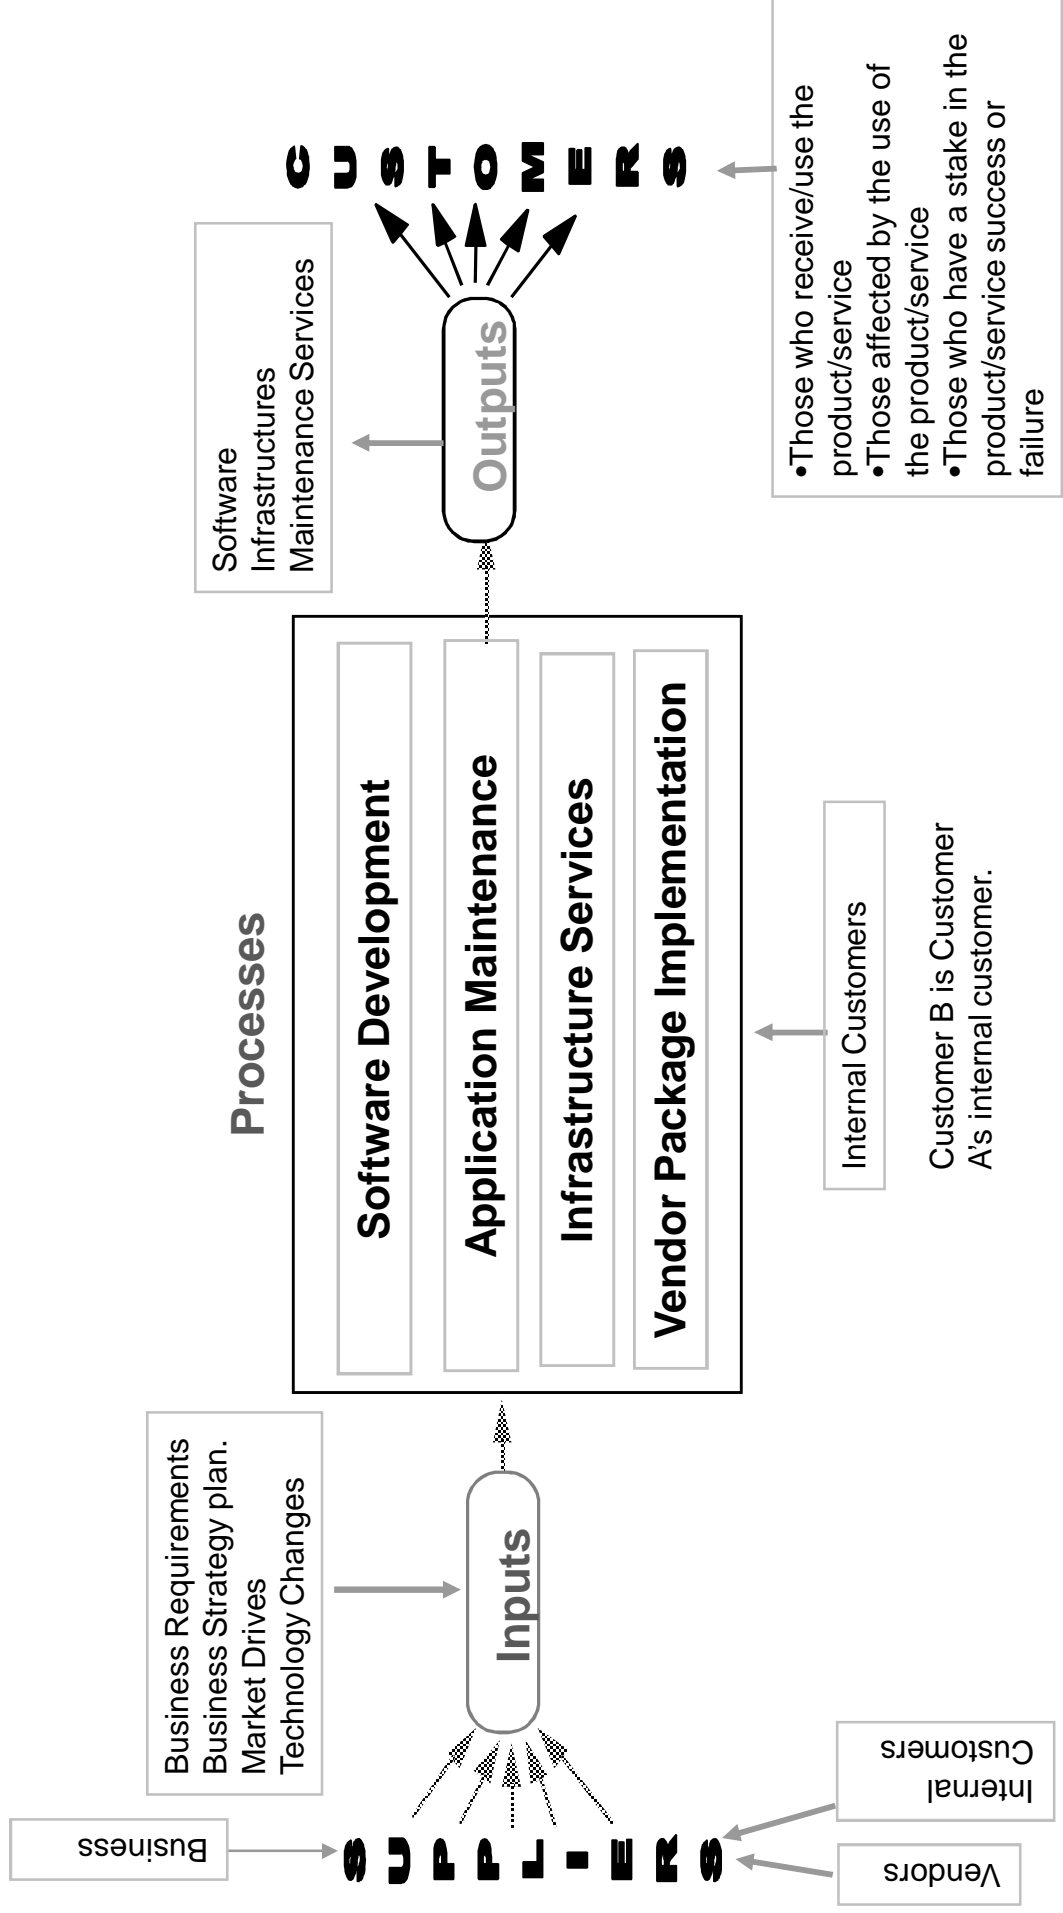 Business
SUPPLIERS
Vendors
Internal
Customers
Business Requirements
Business Strategy plan.
Market Drives
Technology Changes
Inputs
Processes
Software Development
Application Maintenance
Infrastructure Services
Vendor Package Implementation
Internal Customers
Customer B is Customer
A's internal customer.
Software
Infrastructures
Maintenance Services
Outputs
CUSTOMERS
•Those who receive/use the
product/service
•Those affected by the use of
the product/service
•Those who have a stake in the
product/service success or
failure